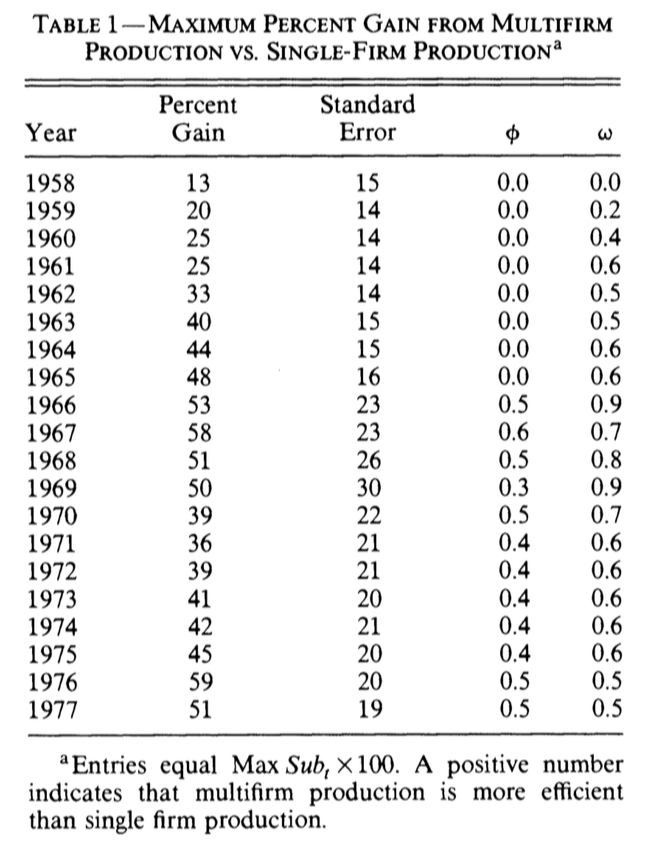 TABLE 1—MAXIMUM PERCENT GAIN FROM MULTIFIRM
PRODUCTION VS. SINGLE-FIRM PRODUCTIONa
Percent Standard
Year Gain Error ϕ ω
1958 13 15 0.0 0.0
1959 20 14 0.0 0.2
1960 25 14 0.0 0.4
1961 25 14 0.0 0.6
1962 33 14 0.0 0.5
1963 40 15 0.0 0.5
1964 44 15 0.0 0.6
1965 48 16 0.0 0.6
1966 53 23 0.5 0.9
1967 58 23 0.6 0.7
1968 51 26 0.5 0.8
1969 50 30 0.3 0.9
1970 39 22 0.5 0.7
1971 36 21 0.4 0.6
1972 39 21 0.4 0.6
1973 41 20 0.4 0.6
1974 42 21 0.4 0.6
1975 45 20 0.4 0.6
1976 59 20 0.5 0.5
1977 51 19 0.5 0.5
aEntries equal Max Subt ×100. A positive number
indicates that multifirm production is more efficient
than single firm production.